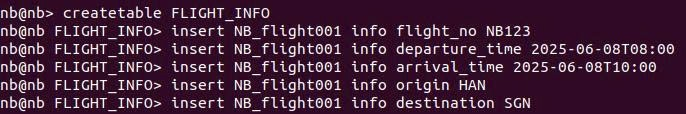 nb@nb> createtable FLIGHT_INFO
nb@nb FLIGHT_INFO> insert NB_flight001 info flight_no NB123
nb@nb FLIGHT_INFO> insert NB_flight001 info departure_time 2025-06-08T08:00
nb@nb FLIGHT_INFO> insert NB_flight001 info arrival_time 2025-06-08T10:00
nb@nb FLIGHT_INFO> insert NB_flight001 info origin HAN
nb@nb FLIGHT_INFO> insert NB_flight001 info destination SGN